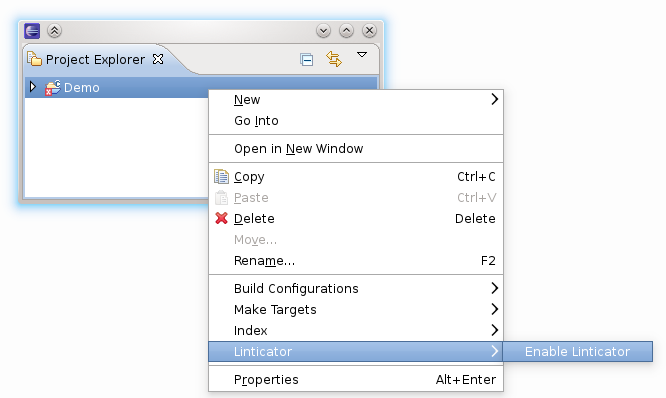 Project Explorer
Demo
New
Go Into
Open in New Window
Copy Ctrl+C
Paste Ctrl+V
Delete Delete
Move...
Rename... F2
Build Configurations
Make Targets
Index
Linticator Enable Linticator
Properties Alt+Enter